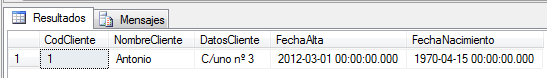 Resultados Mensajes
CodCliente NombreCliente DatosCliente FechaAlta FechaNacimiento
1 1 Antonio C/uno nº 3 2012-03-01 00:00:00.000 1970-04-15 00:00:00.000